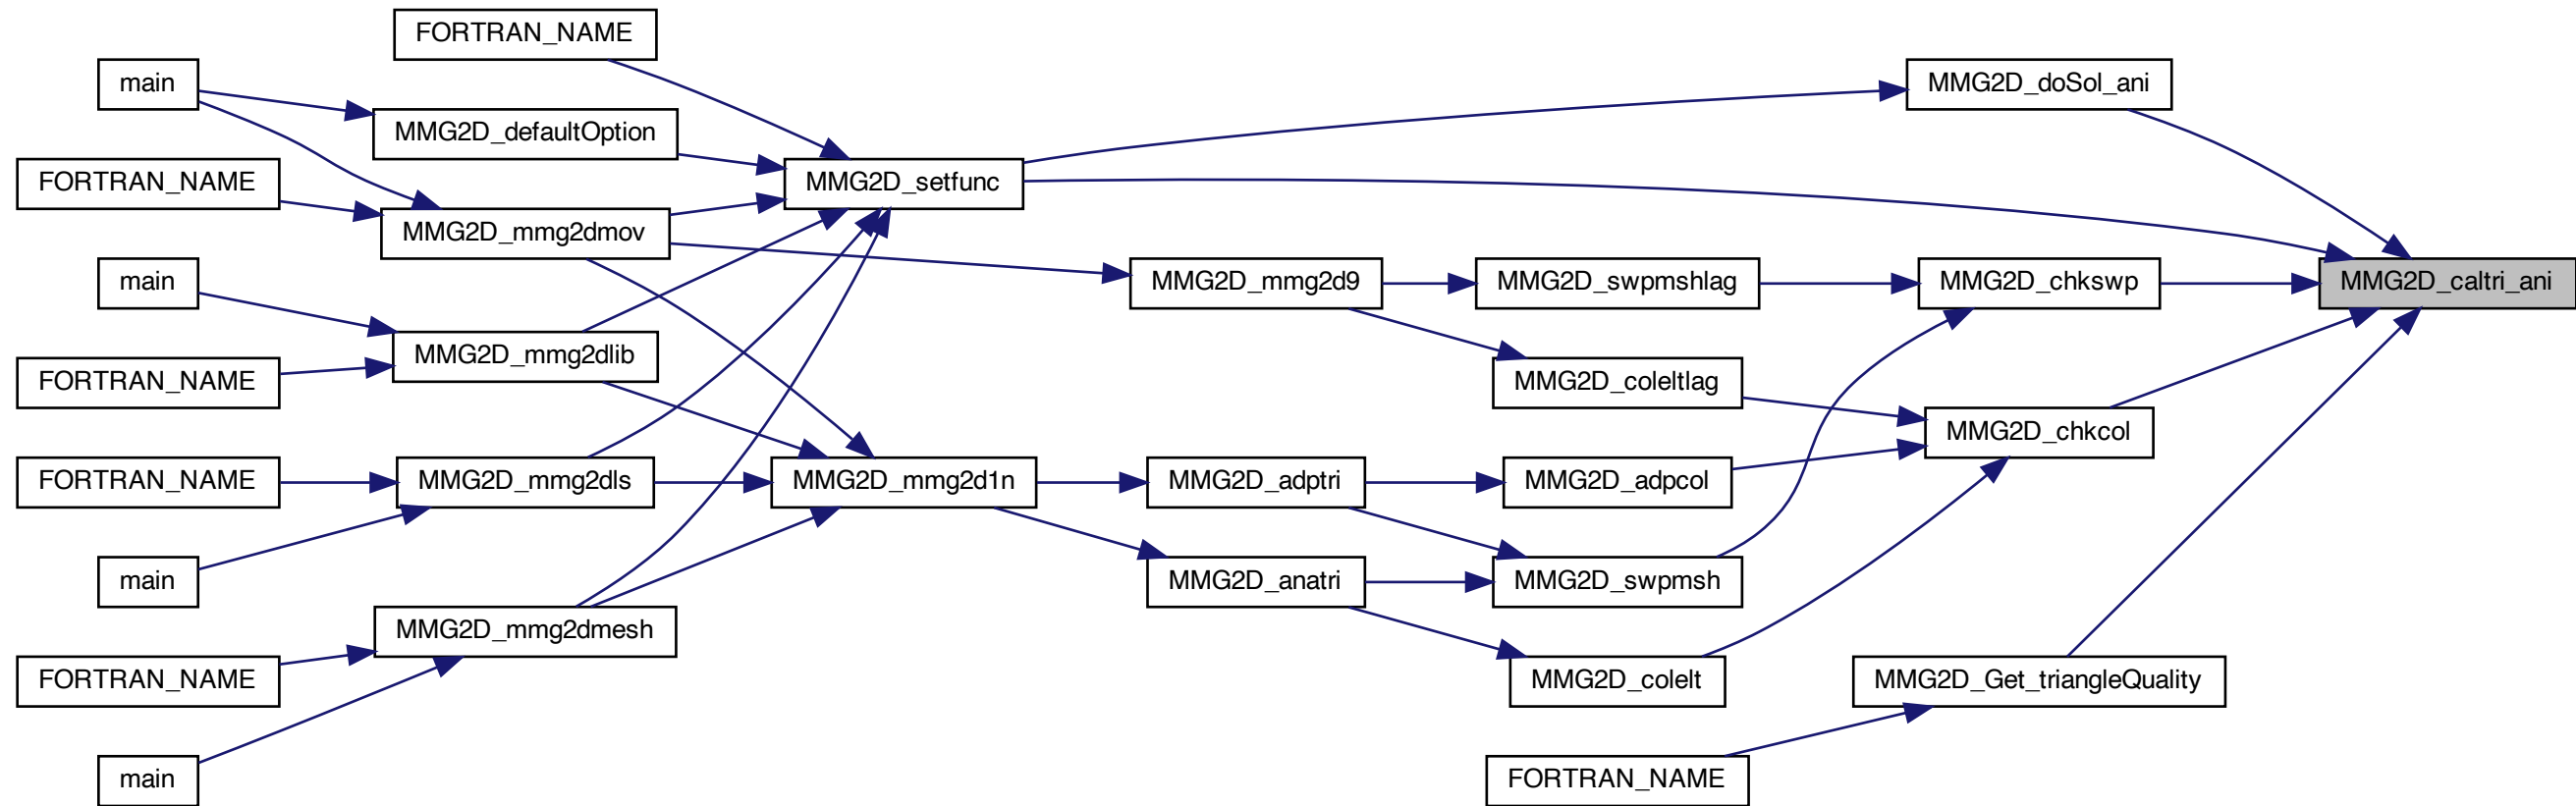 FORTRAN_NAME
main
MMG2D_doSol_ani
MMG2D_defaultOption
FORTRAN_NAME
MMG2D_setfunc
MMG2D_mmg2dmov
main
MMG2D_mmg2d9
MMG2D_swpmshlag
MMG2D_chkswp
MMG2D_caltri_ani
MMG2D_mmg2dlib
FORTRAN_NAME
MMG2D_coleltlag
MMG2D_chkcol
FORTRAN_NAME
MMG2D_mmg2dls
MMG2D_mmg2d1n
MMG2D_adptri
MMG2D_adpcol
main
MMG2D_anatri
MMG2D_swpmsh
MMG2D_mmg2dmesh
FORTRAN_NAME
MMG2D_colelt
MMG2D_Get_triangleQuality
main
FORTRAN_NAME